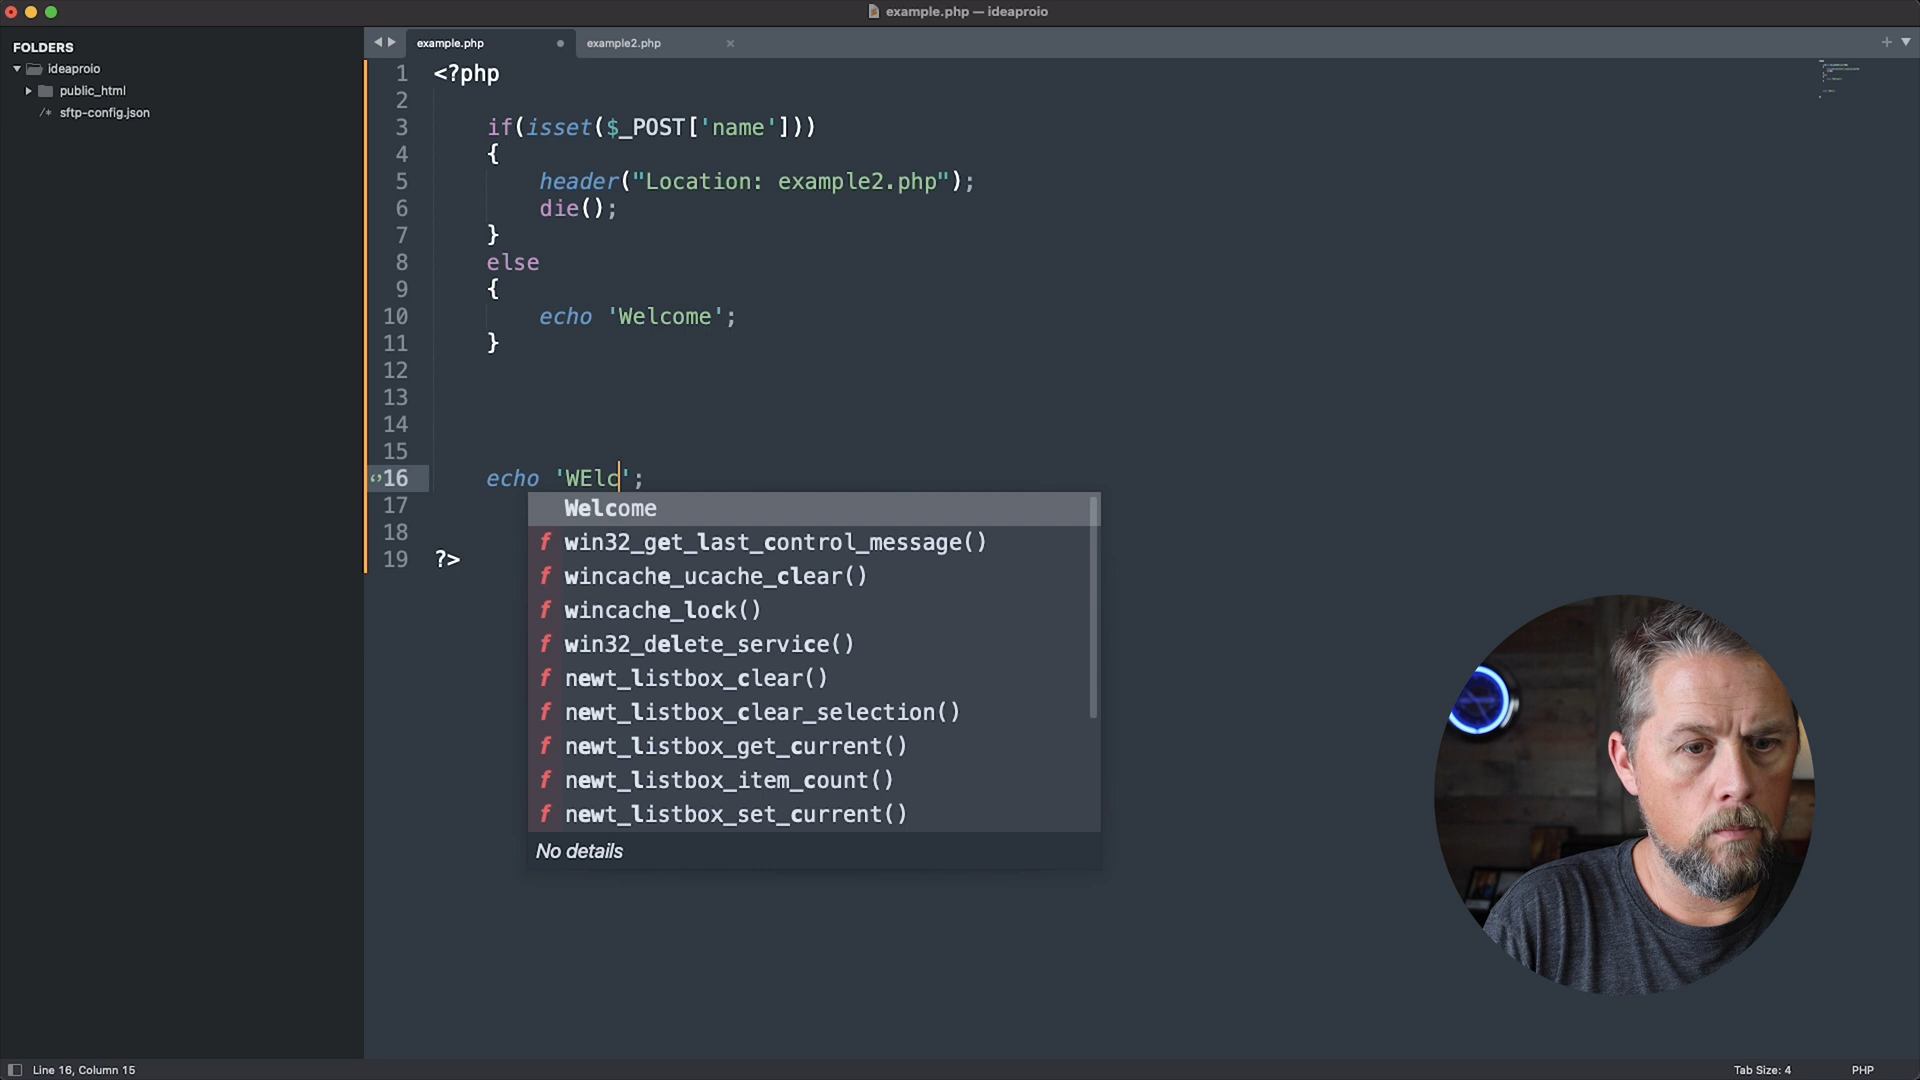 example.php — ideaproio
FOLDERS
ideaproio
public_html
/* sftp-config.json
example.php
example2.php
1 <?php
2
3 if(isset($_POST['name']))
4 {
5 header("Location: example2.php");
6 die();
7 }
8 else
9 {
10 echo 'Welcome';
11 }
12
13
14
15
16 echo 'WElc';
17
18
19 ?>
Welcome
f win32_get_last_control_message()
f wincache_ucache_clear()
f wincache_lock()
f win32_delete_service()
f newt_listbox_clear()
f newt_listbox_clear_selection()
f newt_listbox_get_current()
f newt_listbox_item_count()
f newt_listbox_set_current()
No details
Line 16, Column 15
Tab Size: 4
PHP